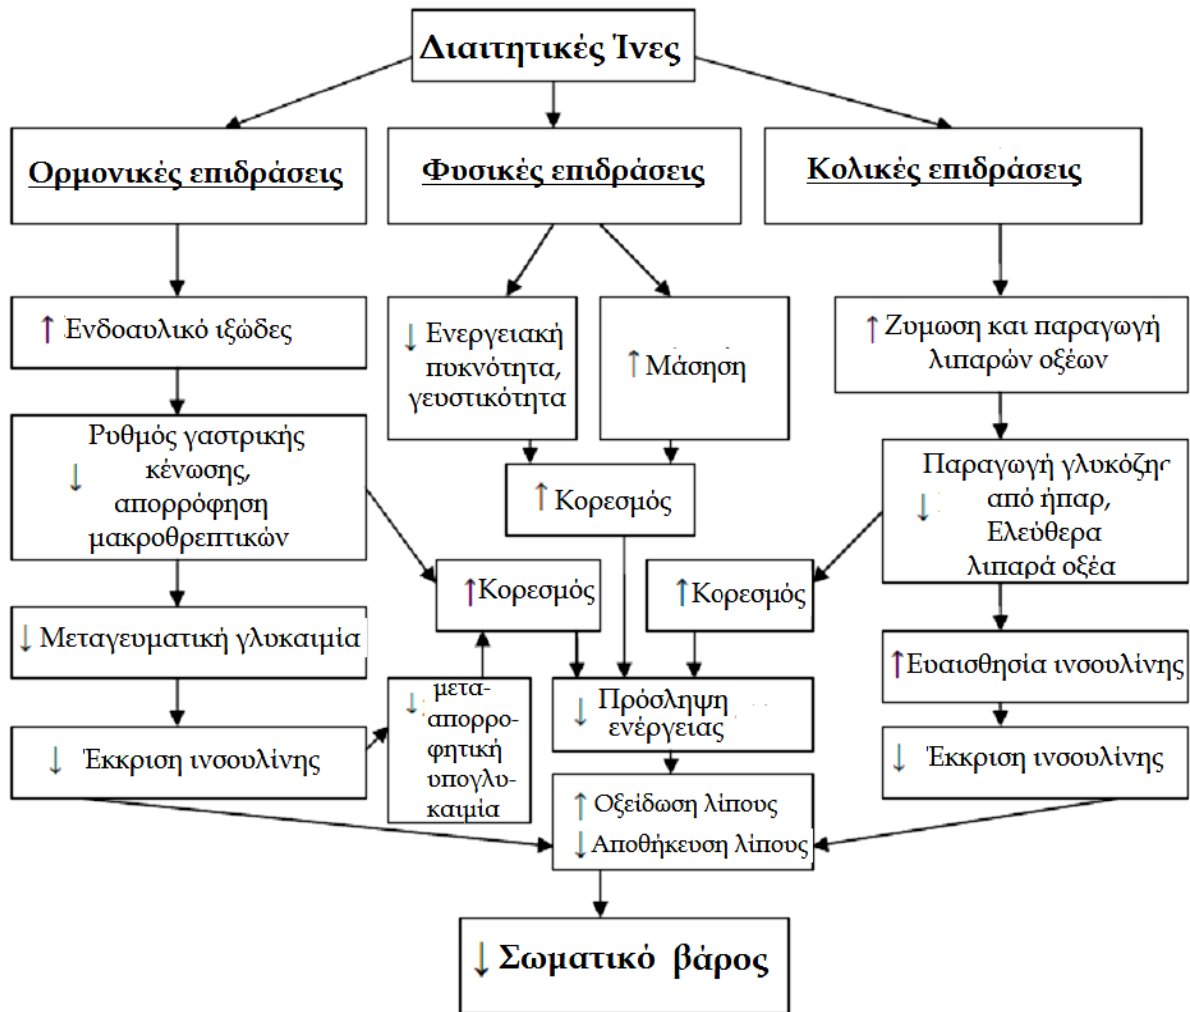 Διαιτητικές Ίνες
Ορμονικές επιδράσεις
Φυσικές επιδράσεις
Κολικές επιδράσεις
↑ Ενδοαυλικό ιξώδες
↓ Ενεργειακή
πυκνότητα,
γευστικότητα
↑ Μάσηση
↑ Ζυμωση και παραγωγή
λιπαρών οξέων
Ρυθμός γαστρικής
↓ κένωσης,
απορρόφηση
μακροθρεπτικών
↑ Κορεσμός
Παραγωγή γλυκόζης
↓ από ήπαρ,
Ελεύθερα
λιπαρά οξέα
↑ Κορεσμός
↑ Κορεσμός
↓ Μεταγευματική γλυκαιμία
↑ Ευαισθησία ινσουλίνης
↓ μετα-
απορρο-
φητική
υπογλυ-
καιμία
↓ Πρόσληψη
ενέργειας
↓ Έκκριση ινσουλίνης
↓ Έκκριση ινσουλίνης
↑ Οξείδωση λίπους
↓ Αποθήκευση λίπους
↓ Σωματικό βάρος